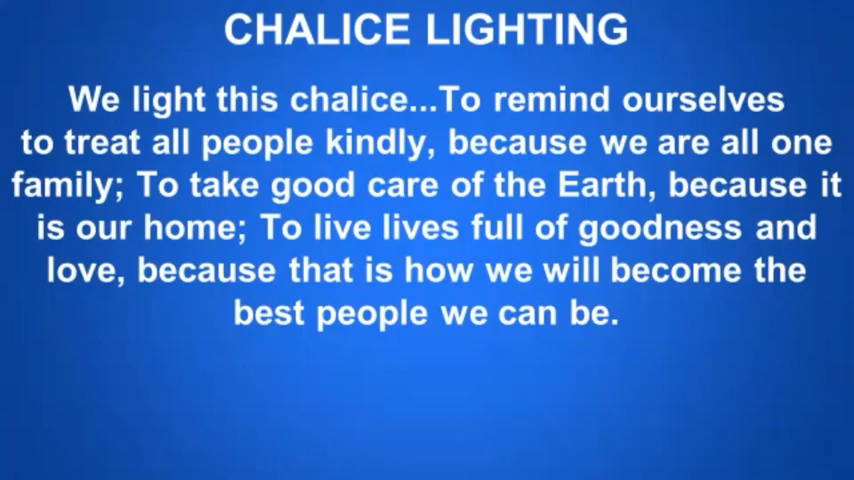 CHALICE LIGHTING
We light this chalice...To remind ourselves
to treat all people kindly, because we are all one
family; To take good care of the Earth, because it
is our home; To live lives full of goodness and
love, because that is how we will become the
best people we can be.